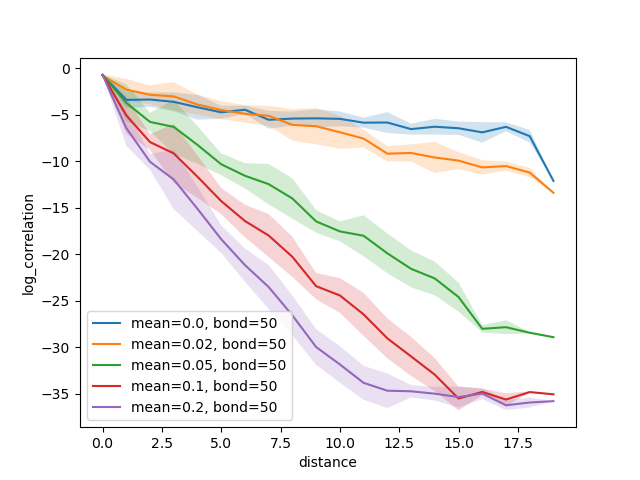 0
−5
−10
−15
−20
−25
−30
−35
log_correlation
mean=0.0, bond=50
mean=0.02, bond=50
mean=0.05, bond=50
mean=0.1, bond=50
mean=0.2, bond=50
0.0 2.5 5.0 7.5 10.0 12.5 15.0 17.5
distance